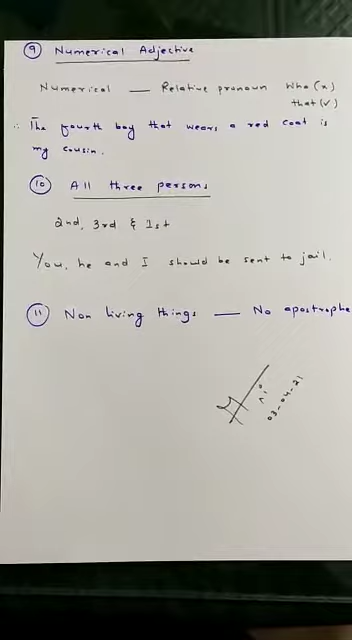 9 Numerical Adjective
Numerical — Relative pronoun Who (x)
that (✓)
∴ The fourth boy that wears a red coat is
my cousin.
10 All three persons
2nd, 3rd & 1st
You, he and I should be sent to jail.
11 Non living things — No apostrophe
03-04-21